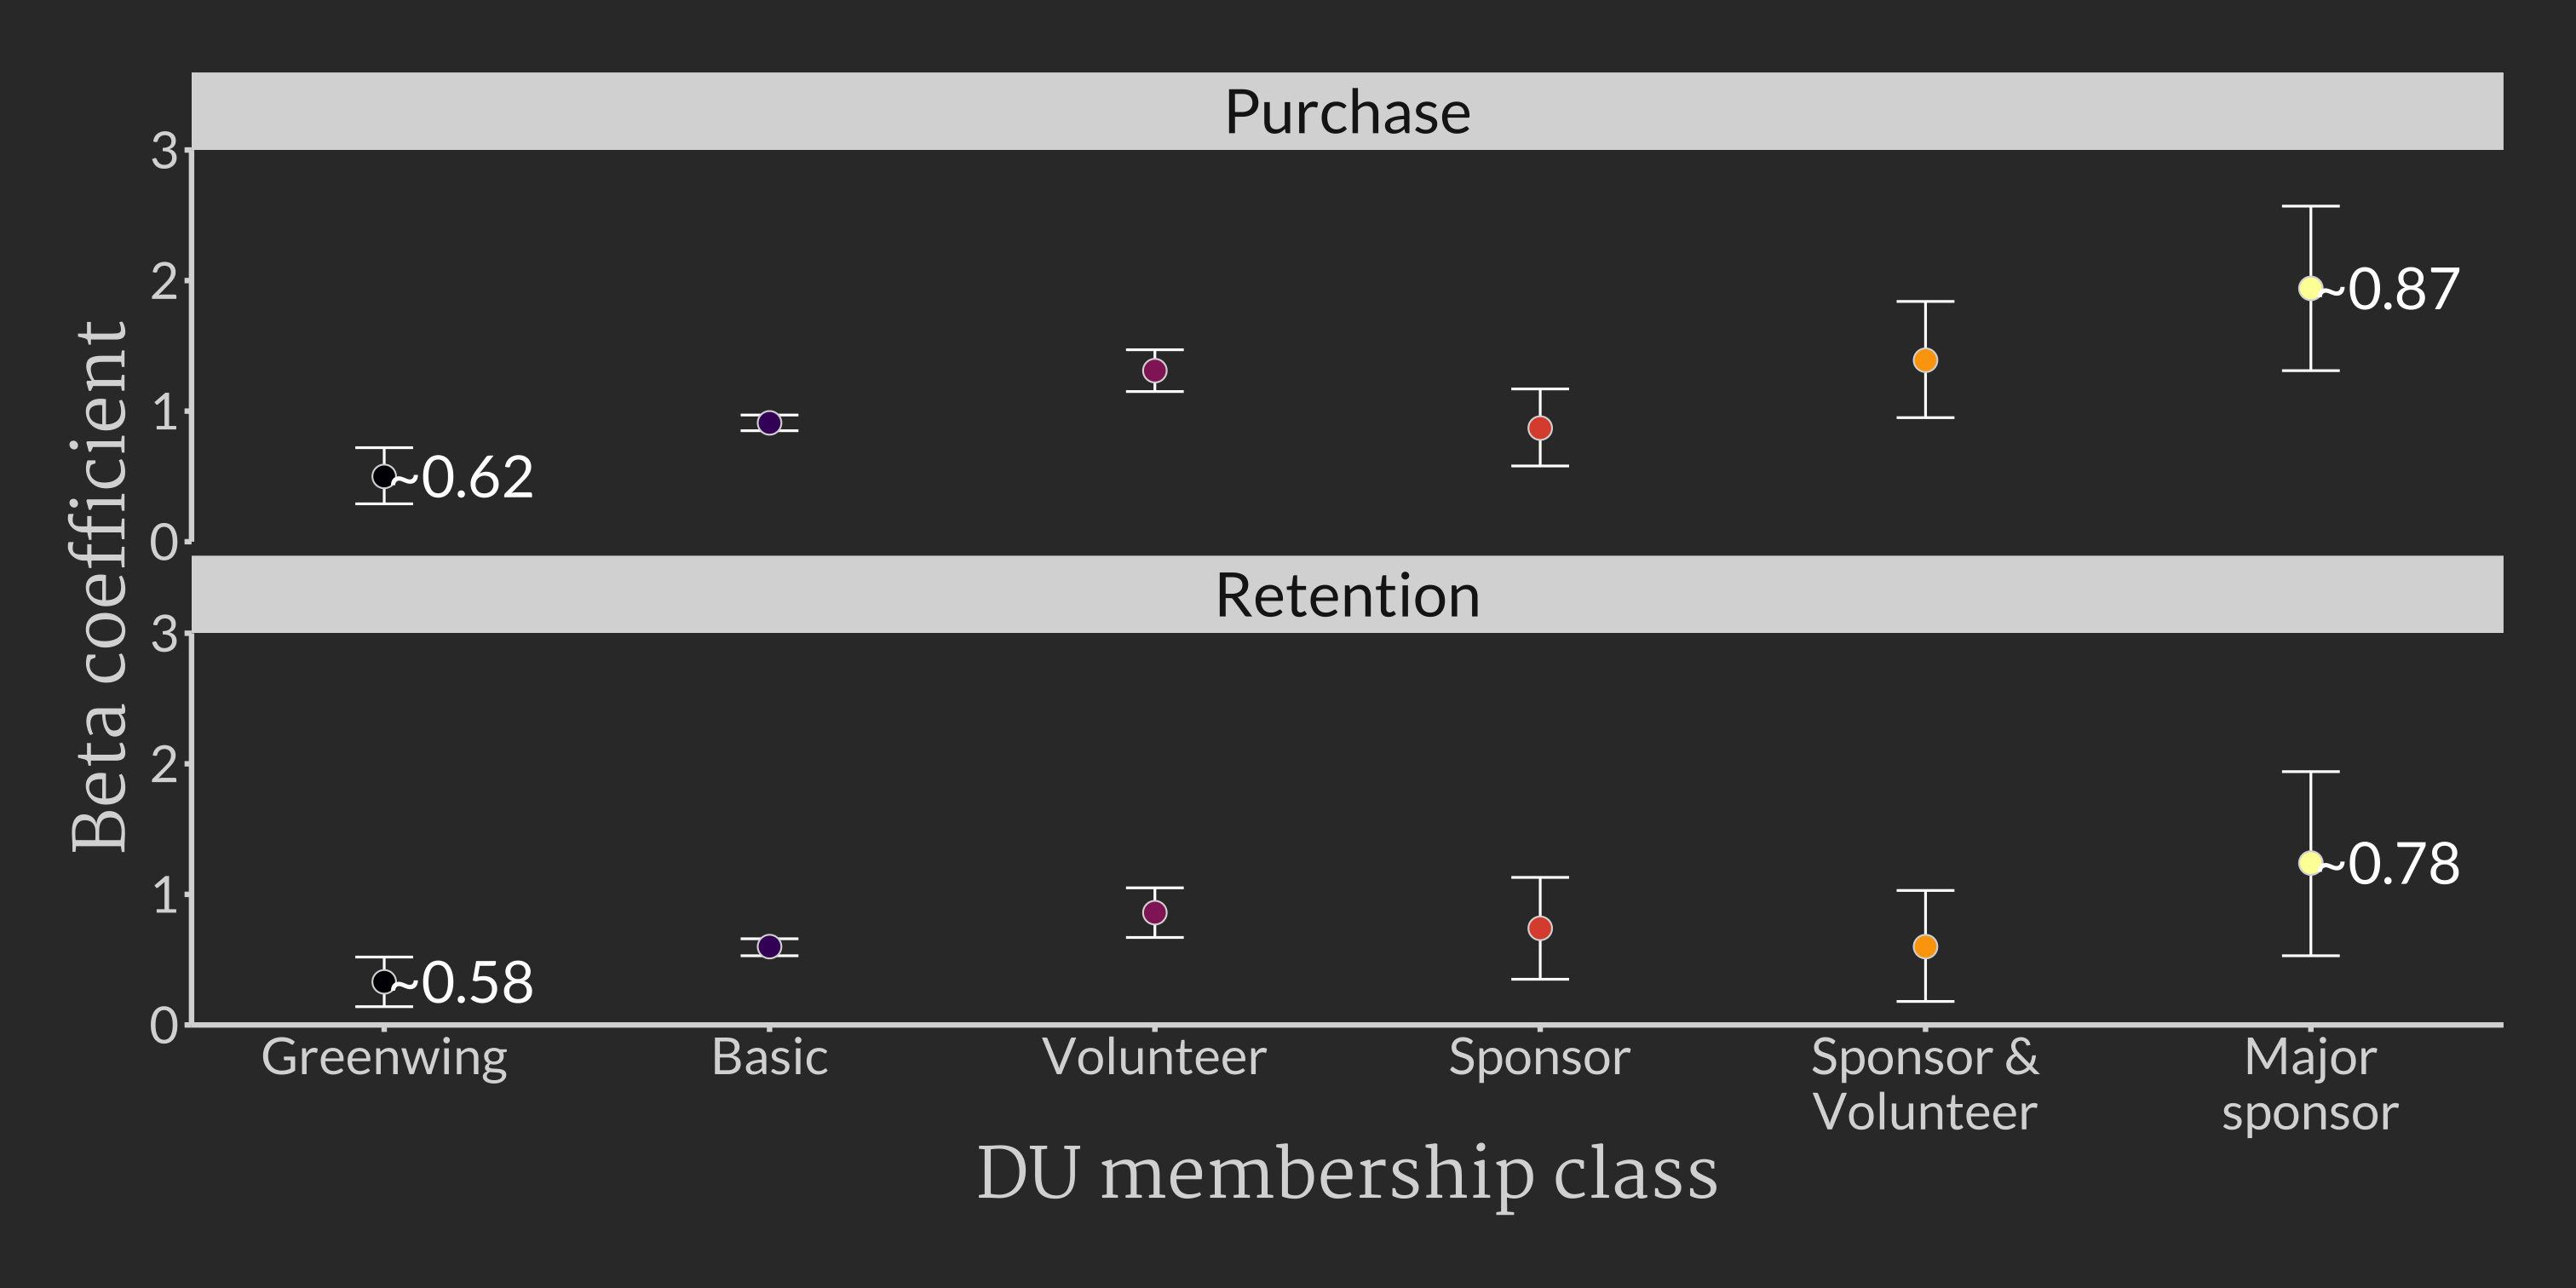 Purchase
3
2
1
0
~0.62
~0.87
Retention
3
2
1
0
~0.58
~0.78
Beta coefficient
Greenwing
Basic
Volunteer
Sponsor
Sponsor &
Volunteer
Major
sponsor
DU membership class